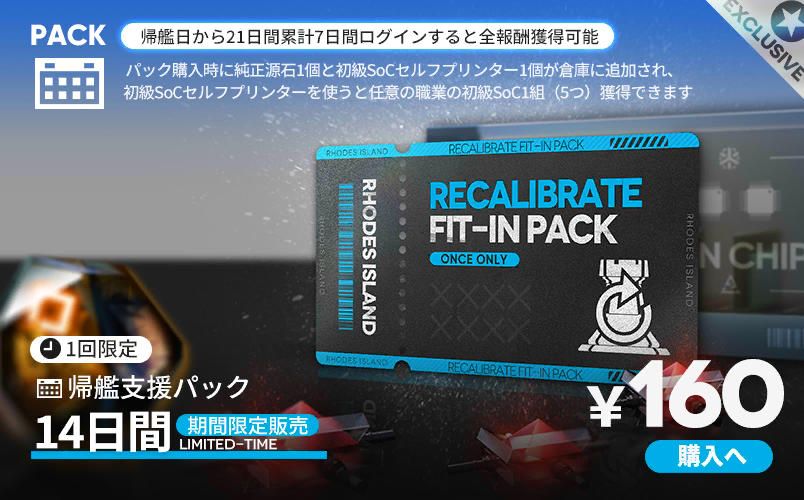 PACK
帰艦日から21日間累計7日間ログインすると全報酬獲得可能
EXCLUSIVE
パック購入時に純正源石1個と初級SoCセルフプリンター1個が倉庫に追加され、
初級SoCセルフプリンターを使うと任意の職業の初級SoC1組（5つ）獲得できます
RHODES ISLAND
RECALIBRATE FIT-IN PACK
RHODES ISLAND
RHODES ISLAND
RECALIBRATE
FIT-IN PACK
ONCE ONLY
RHODES ISLAND
N CHIP
RHODES ISLAND
RECALIBRATE FIT-IN PACK
1回限定
帰艦支援パック
14日間
期間限定販売
LIMITED-TIME
¥160
購入へ